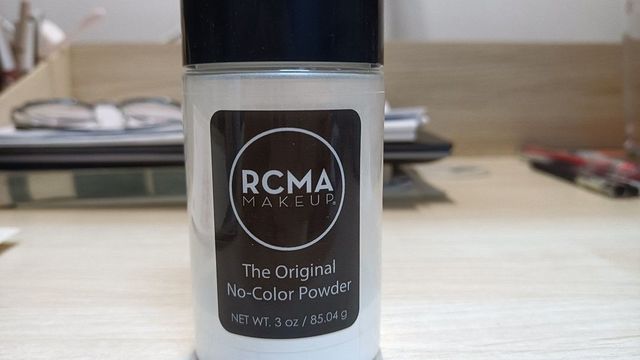 RCMA
MAKEUP®
The Original
No-Color Powder
NET WT. 3 oz / 85.04 g